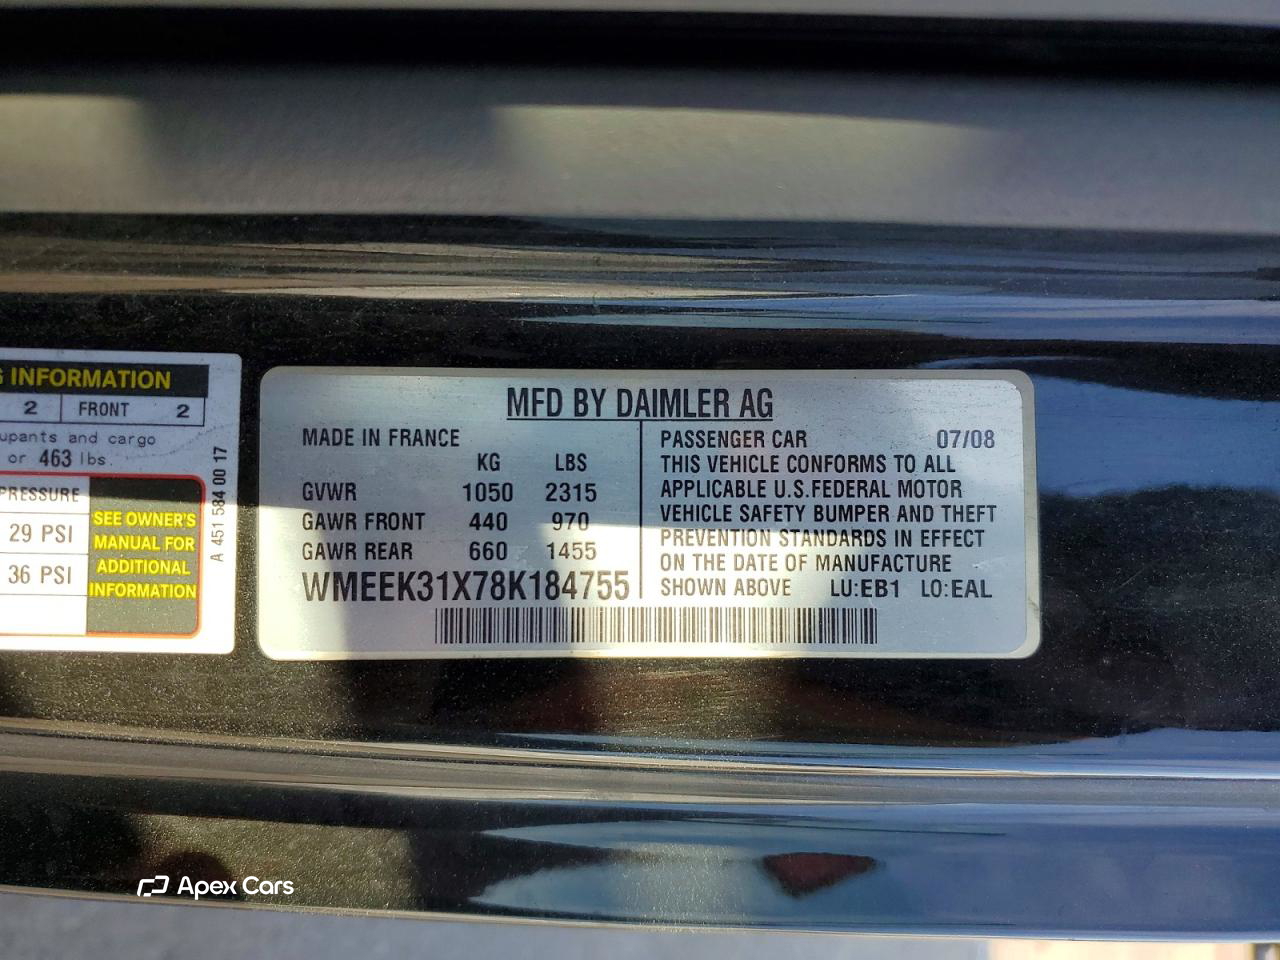 G INFORMATION
2 FRONT 2
upants and cargo
or 463 lbs.
PRESSURE
29 PSI
36 PSI
SEE OWNER'S
MANUAL FOR
ADDITIONAL
INFORMATION
A 451 584 00 17
MFD BY DAIMLER AG
MADE IN FRANCE
KG LBS
GVWR 1050 2315
GAWR FRONT 440 970
GAWR REAR 660 1455
WMEEK31X78K184755
PASSENGER CAR 07/08
THIS VEHICLE CONFORMS TO ALL
APPLICABLE U.S.FEDERAL MOTOR
VEHICLE SAFETY BUMPER AND THEFT
PREVENTION STANDARDS IN EFFECT
ON THE DATE OF MANUFACTURE
SHOWN ABOVE LU:EB1 LO:EAL
Apex Cars